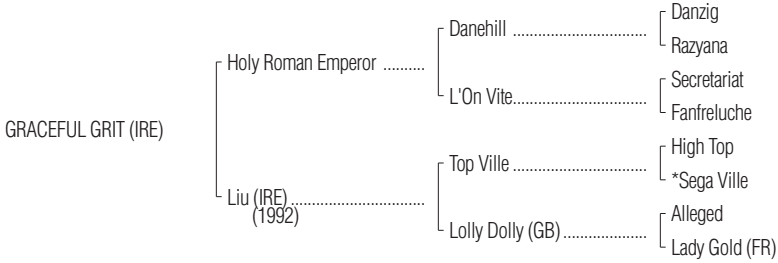 Danzig
Danehill ................................
Razyana
Holy Roman Emperor ..........
Secretariat
L'On Vite................................
Fanfreluche
GRACEFUL GRIT (IRE)
High Top
Top Ville ................................
*Sega Ville
Liu (IRE) ................................
(1992)
Alleged
Lolly Dolly (GB) ....................
Lady Gold (FR)